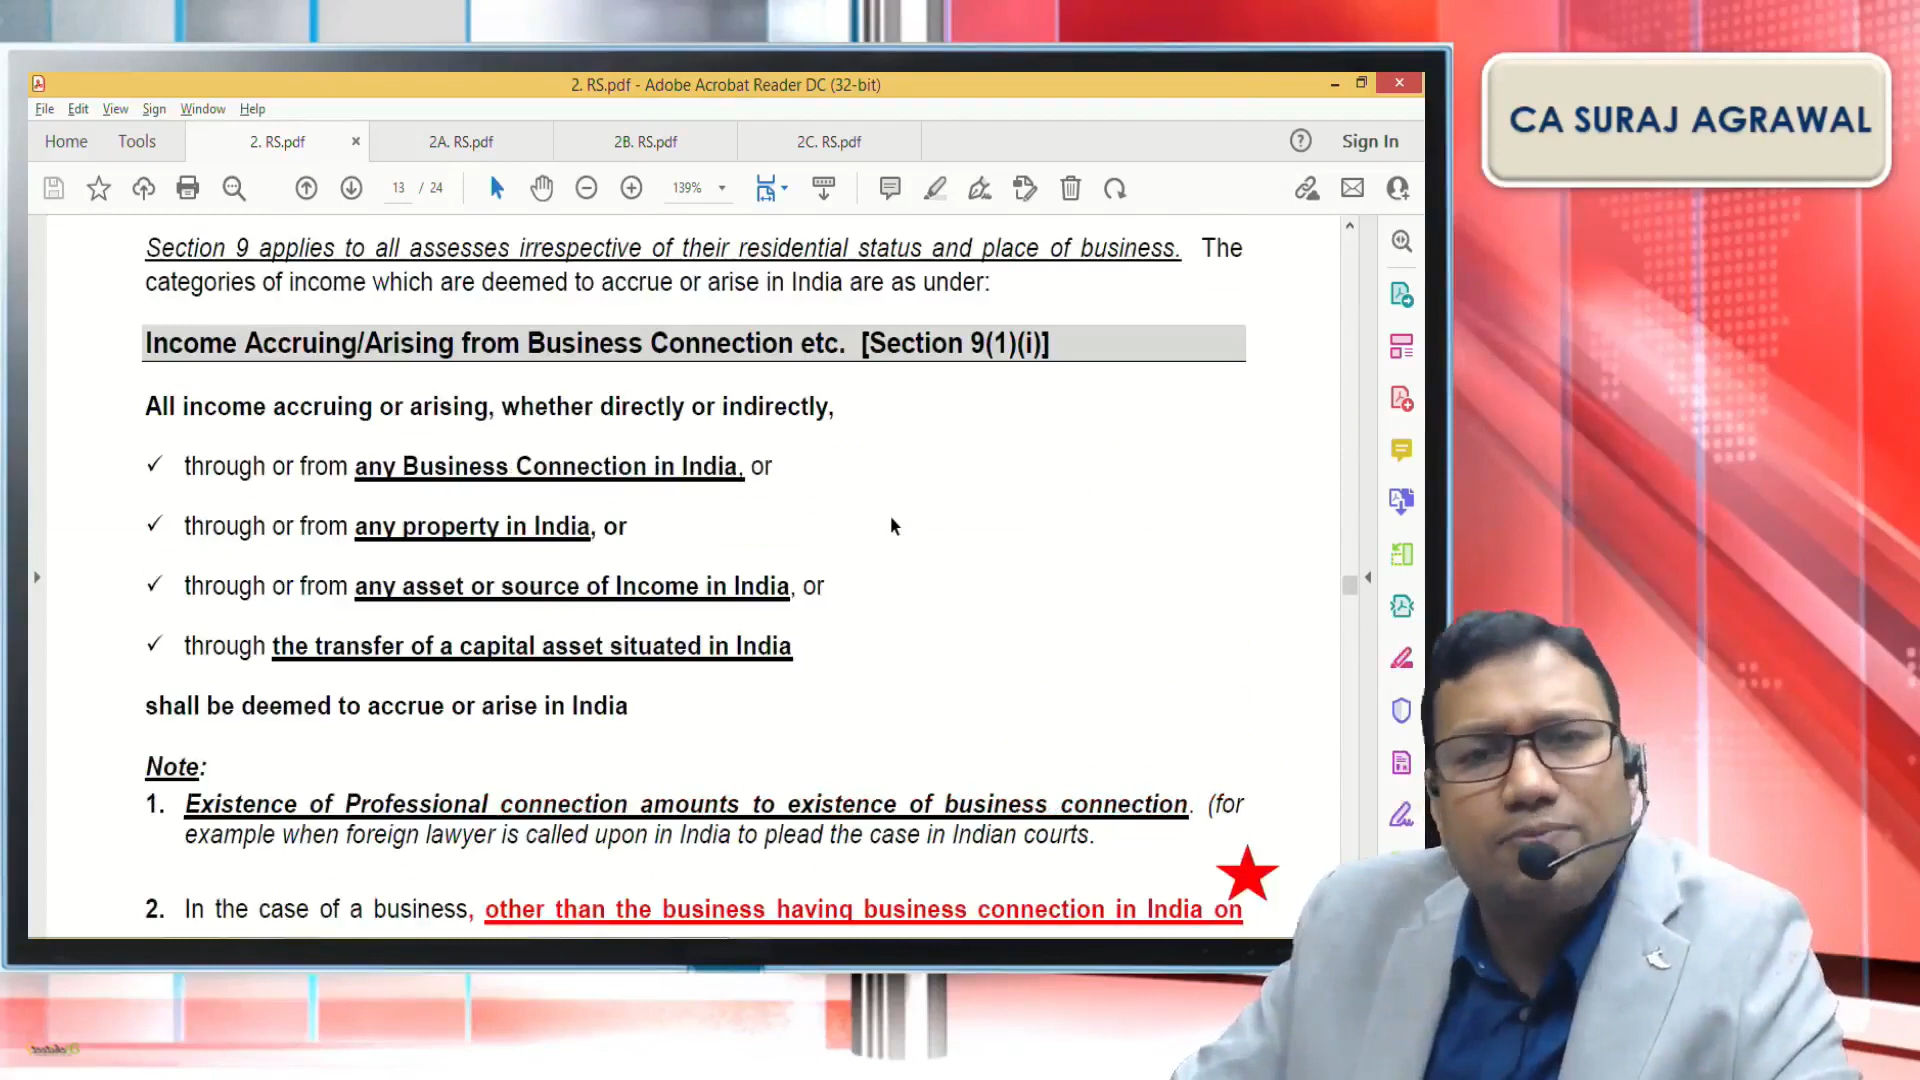 2. RS.pdf - Adobe Acrobat Reader DC (32-bit)
CA SURAJ AGRAWAL
File Edit View Sign Window Help
Home Tools 2. RS.pdf 2A. RS.pdf 2B. RS.pdf 2C. RS.pdf Sign In
13 / 24 139%
Section 9 applies to all assesses irrespective of their residential status and place of business. The
categories of income which are deemed to accrue or arise in India are as under:
Income Accruing/Arising from Business Connection etc. [Section 9(1)(i)]
All income accruing or arising, whether directly or indirectly,
✓ through or from any Business Connection in India, or
✓ through or from any property in India, or
✓ through or from any asset or source of Income in India, or
✓ through the transfer of a capital asset situated in India
shall be deemed to accrue or arise in India
Note:
1. Existence of Professional connection amounts to existence of business connection. (for
example when foreign lawyer is called upon in India to plead the case in Indian courts.
2. In the case of a business, other than the business having business connection in India on